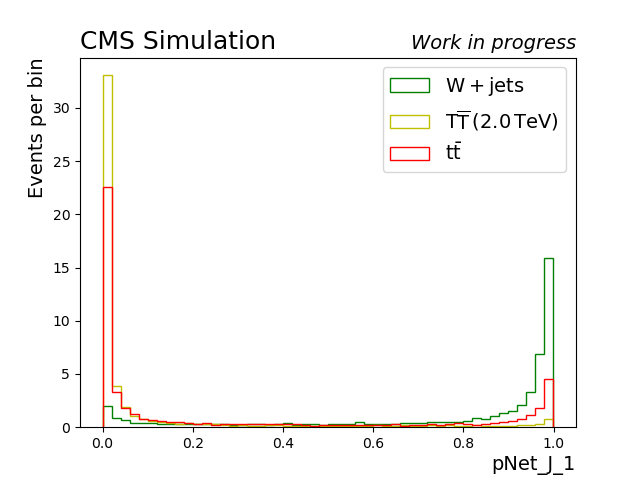 CMS Simulation Work in progress
Events per bin
W + jets
TT̅ (2.0 TeV)
tt̄
30
25
20
15
10
5
0
0.0 0.2 0.4 0.6 0.8 1.0
pNet_J_1